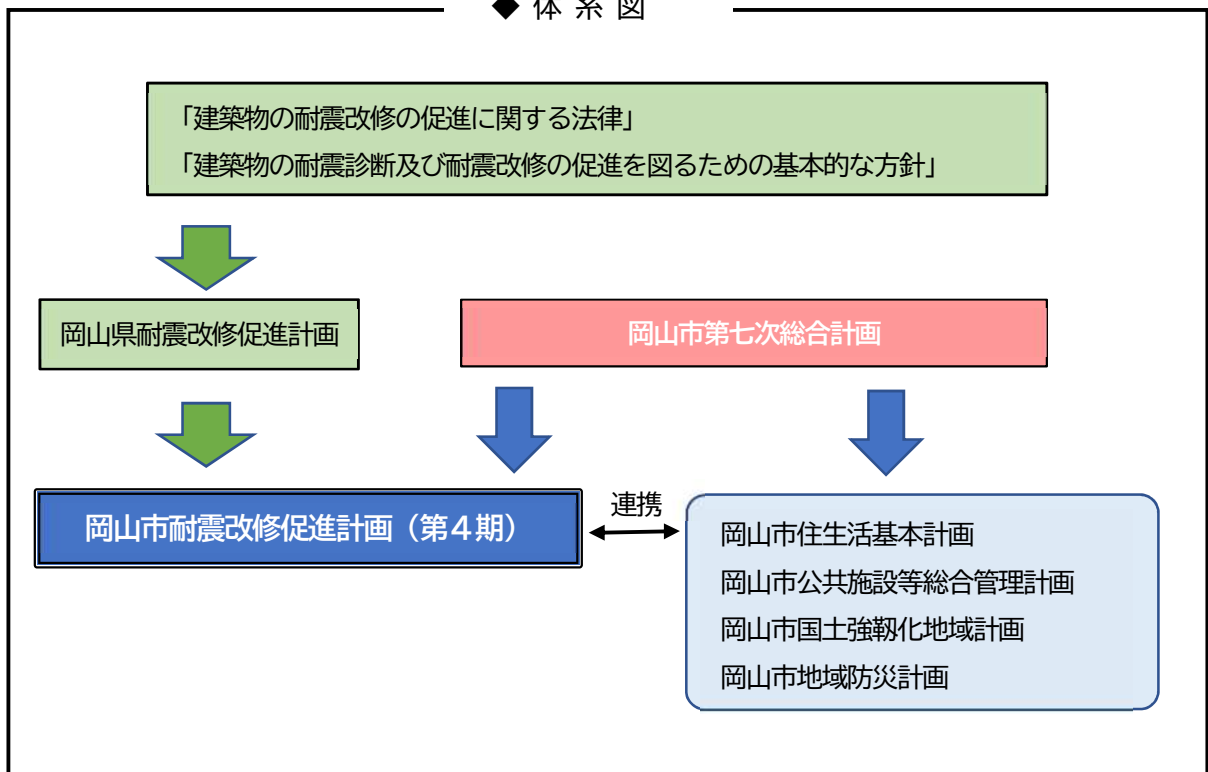 ◆ 体 系 図
「建築物の耐震改修の促進に関する法律」
「建築物の耐震診断及び耐震改修の促進を図るための基本的な方針」
岡山県耐震改修促進計画
岡山市第七次総合計画
岡山市耐震改修促進計画（第４期）
連携
岡山市住生活基本計画
岡山市公共施設等総合管理計画
岡山市国土強靱化地域計画
岡山市地域防災計画